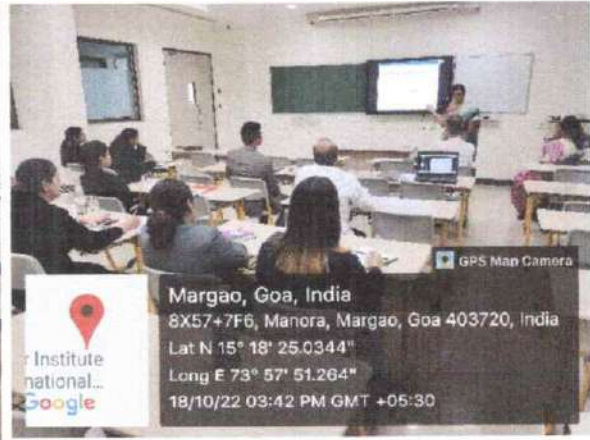 GPS Map Camera
Margao, Goa, India
8X57+7F6, Manora, Margao, Goa 403720, India
Lat N 15° 18' 25.0344"
Long E 73° 57' 51.264"
18/10/22 03:42 PM GMT +05:30
r Institute
national...
Google